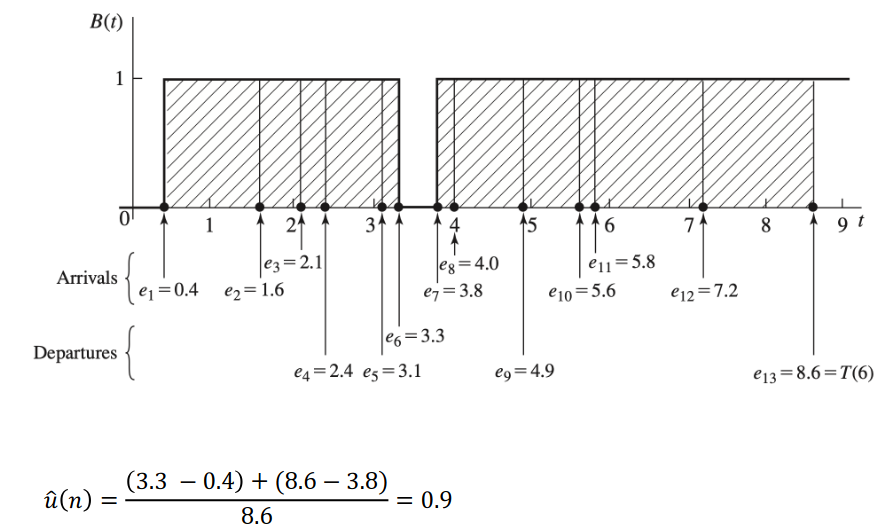 B(t)
1
0 1 2 3 4 5 6 7 8 9 t
Arrivals
e3 = 2.1 e8 = 4.0 e11 = 5.8
e1 = 0.4 e2 = 1.6 e7 = 3.8 e10 = 5.6 e12 = 7.2
e6 = 3.3
Departures
e4 = 2.4 e5 = 3.1 e9 = 4.9 e13 = 8.6 = T(6)
û(n) = (3.3 − 0.4) + (8.6 − 3.8) / 8.6 = 0.9